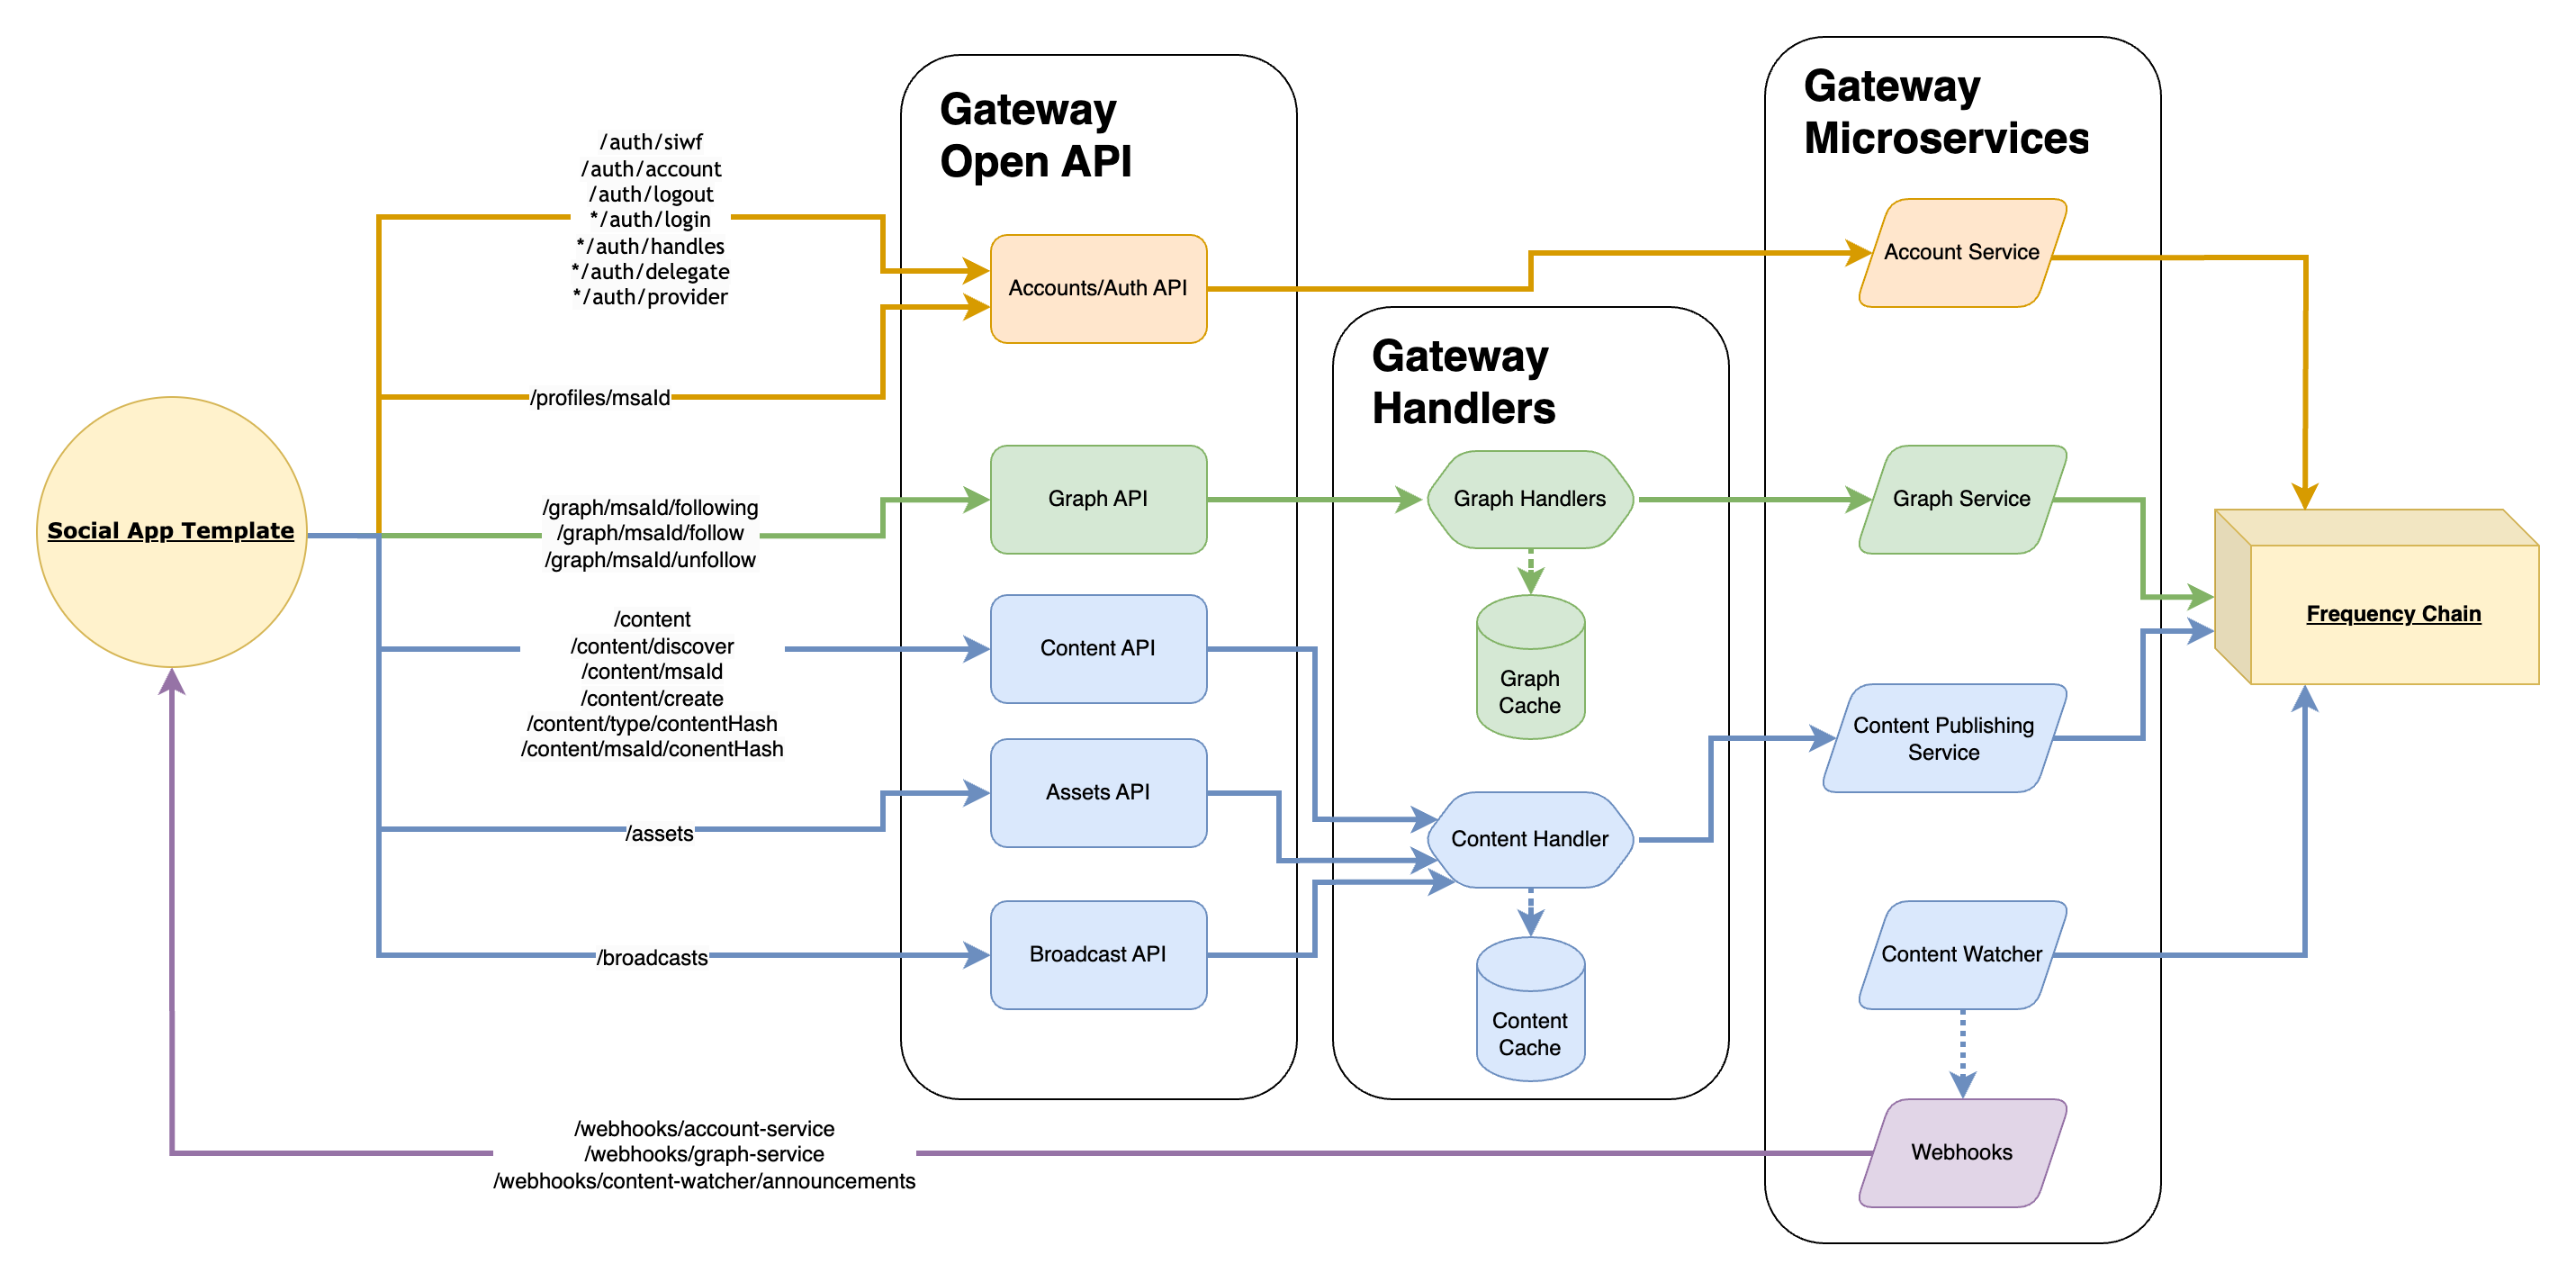 Gateway
Open API
Gateway
Microservices
/auth/siwf
/auth/account
/auth/logout
*/auth/login
*/auth/handles
*/auth/delegate
*/auth/provider
Accounts/Auth API
Account Service
/profiles/msaId
Gateway
Handlers
Social App Template
/graph/msaId/following
/graph/msaId/follow
/graph/msaId/unfollow
Graph API
Graph Handlers
Graph Service
Graph
Cache
Frequency Chain
/content
/content/discover
/content/msaId
/content/create
/content/type/contentHash
/content/msaId/conentHash
Content API
Content Publishing
Service
/assets
Assets API
Content Handler
/broadcasts
Broadcast API
Content
Cache
Content Watcher
/webhooks/account-service
/webhooks/graph-service
/webhooks/content-watcher/announcements
Webhooks